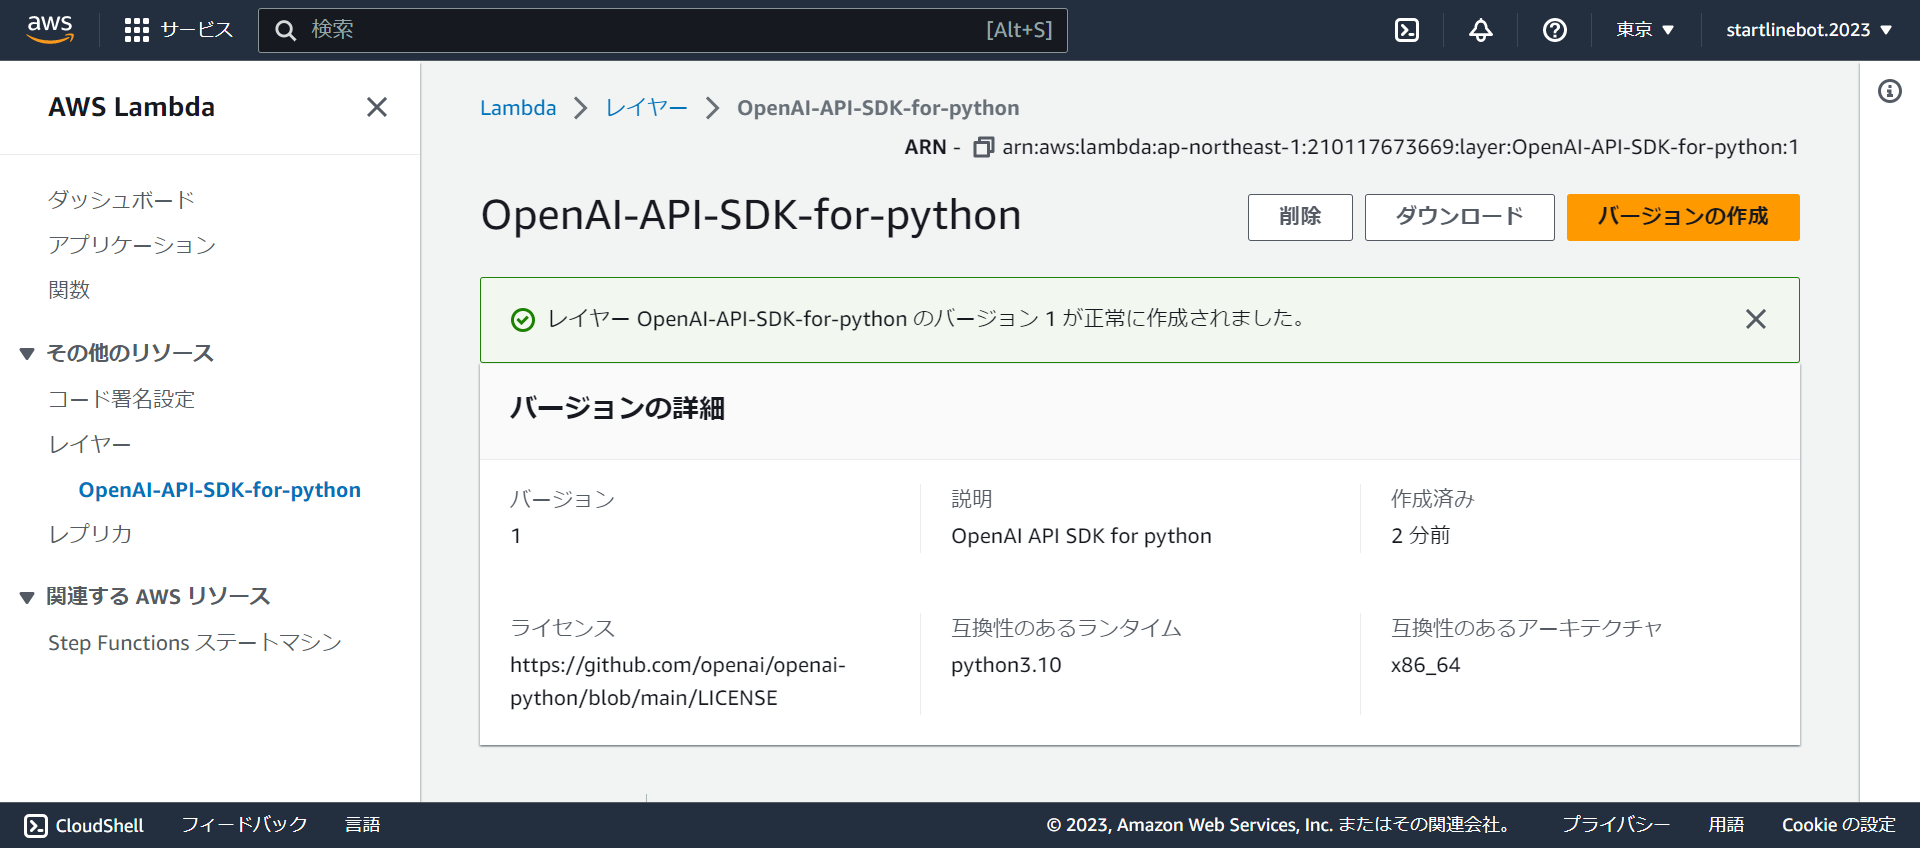 aws サービス 検索 [Alt+S] 東京 ▼ startlinebot.2023 ▼
AWS Lambda
ダッシュボード
アプリケーション
関数
▼ その他のリソース
コード署名設定
レイヤー
OpenAI-API-SDK-for-python
レプリカ
▼ 関連する AWS リソース
Step Functions ステートマシン
Lambda > レイヤー > OpenAI-API-SDK-for-python
ARN - arn:aws:lambda:ap-northeast-1:210117673669:layer:OpenAI-API-SDK-for-python:1
OpenAI-API-SDK-for-python
削除 ダウンロード バージョンの作成
レイヤー OpenAI-API-SDK-for-python のバージョン 1 が正常に作成されました。
バージョンの詳細
バージョン
1
説明
OpenAI API SDK for python
作成済み
2 分前
ライセンス
https://github.com/openai/openai-
python/blob/main/LICENSE
互換性のあるランタイム
python3.10
互換性のあるアーキテクチャ
x86_64
CloudShell フィードバック 言語 © 2023, Amazon Web Services, Inc. またはその関連会社。 プライバシー 用語 Cookie の設定